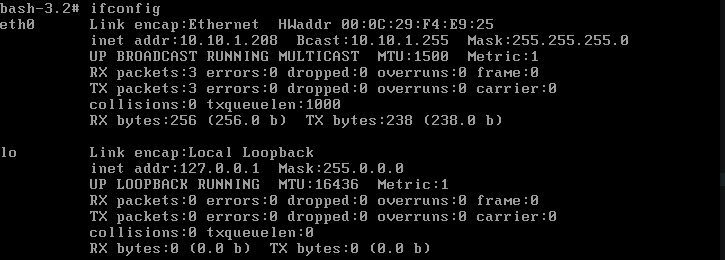 bash-3.2# ifconfig
eth0 Link encap:Ethernet HWaddr 00:0C:29:F4:E9:25
inet addr:10.10.1.208 Bcast:10.10.1.255 Mask:255.255.255.0
UP BROADCAST RUNNING MULTICAST MTU:1500 Metric:1
RX packets:3 errors:0 dropped:0 overruns:0 frame:0
TX packets:3 errors:0 dropped:0 overruns:0 carrier:0
collisions:0 txqueuelen:1000
RX bytes:256 (256.0 b) TX bytes:238 (238.0 b)
lo Link encap:Local Loopback
inet addr:127.0.0.1 Mask:255.0.0.0
UP LOOPBACK RUNNING MTU:16436 Metric:1
RX packets:0 errors:0 dropped:0 overruns:0 frame:0
TX packets:0 errors:0 dropped:0 overruns:0 carrier:0
collisions:0 txqueuelen:0
RX bytes:0 (0.0 b) TX bytes:0 (0.0 b)